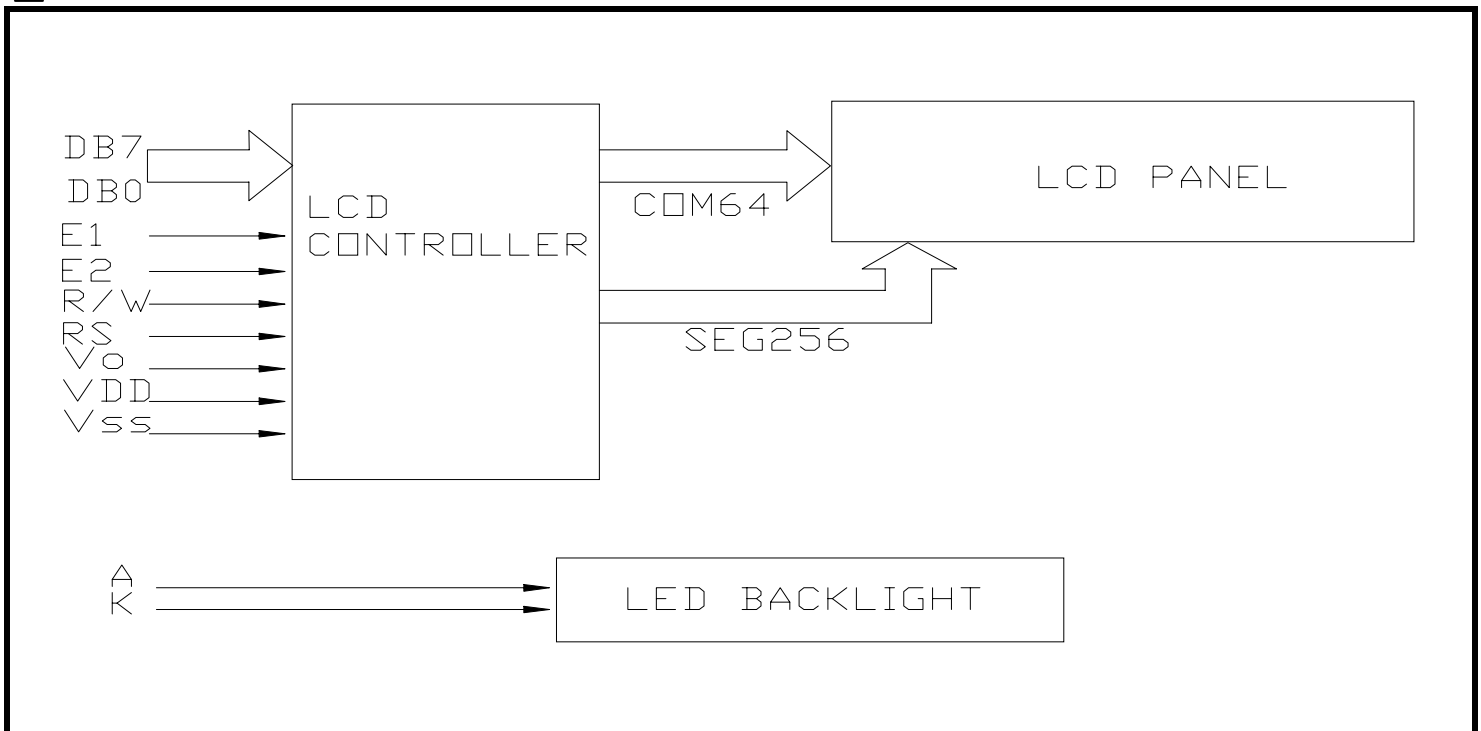 DB7
DB0
E1
E2
R/W
RS
Vo
VDD
Vss
LCD
CONTROLLER
COM64
SEG256
LCD PANEL
A
K
LED BACKLIGHT